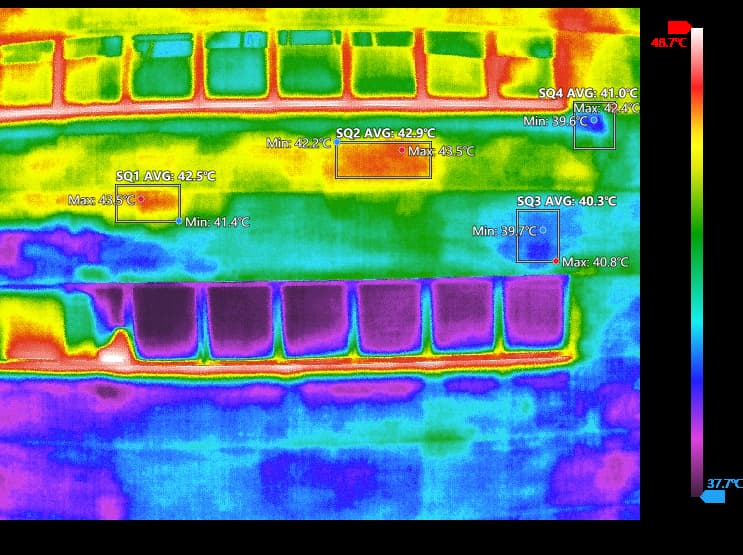 48.7℃
SQ4 AVG: 41.0℃
Max: 42.4℃
Min: 39.6℃
SQ2 AVG: 42.9℃
Min: 42.2℃
Max: 43.5℃
SQ1 AVG: 42.5℃
Max: 43.5℃
Min: 41.4℃
SQ3 AVG: 40.3℃
Min: 39.7℃
Max: 40.8℃
37.7℃